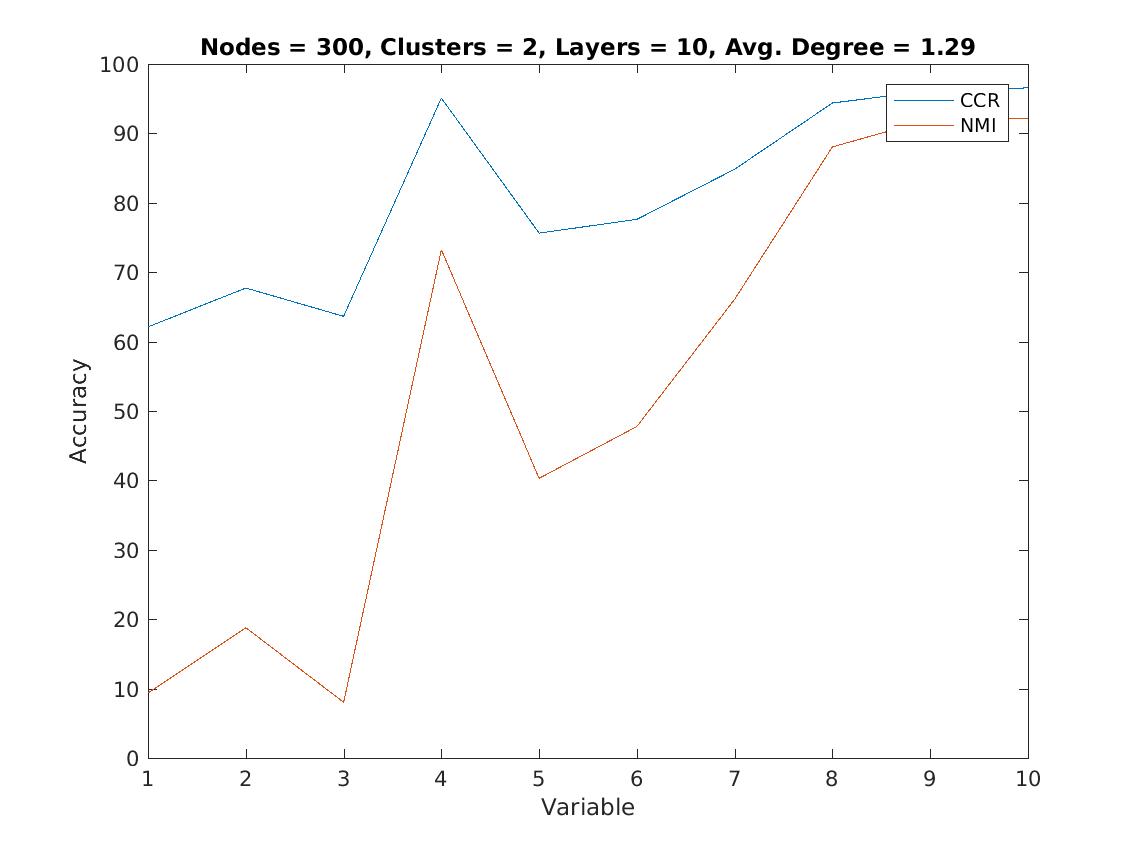 Nodes = 300, Clusters = 2, Layers = 10, Avg. Degree = 1.29
100
90
80
70
60
50
40
30
20
10
0
Accuracy
CCR
NMI
1 2 3 4 5 6 7 8 9 10
Variable